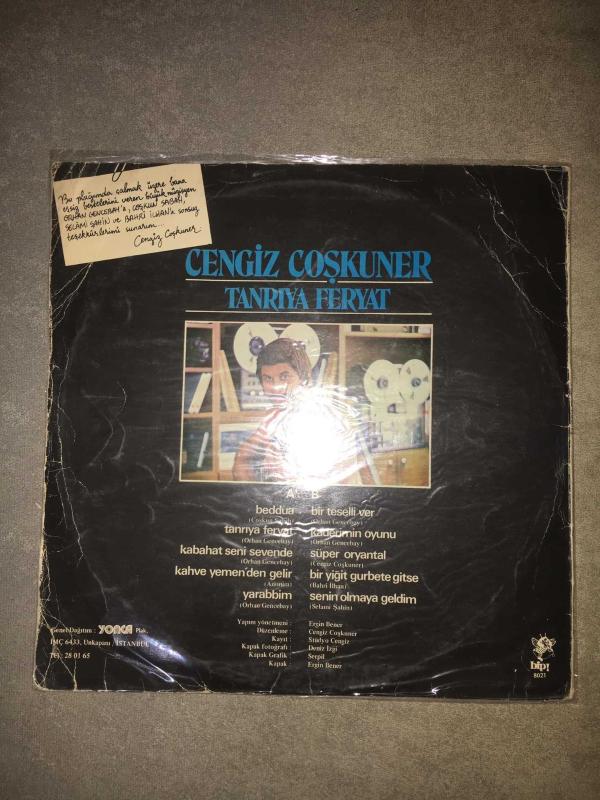 Bu plağımda çalmak üzere bana
eşsiz bestelerini veren büyük müzisyen
ORHAN GENCEBAY'a, COŞKUN SABAH,
SELAMİ ŞAHİN ve BAHRİ İLHAN'a sonsuz
teşekkürlerimi sunarım...
Cengiz Coşkuner
CENGİZ COŞKUNER
TANRIYA FERYAT
A B
beddua
(Coşkun Sabah)
tanrıya feryat
(Orhan Gencebay)
kabahat seni sevende
(Orhan Gencebay)
kahve yemen'den gelir
(Anonim)
yarabbim
(Orhan Gencebay)
bir teselli ver
(Orhan Gencebay)
kaderimin oyunu
(Orhan Gencebay)
süper oryantal
(Cengiz Coşkuner)
bir yiğit gurbete gitse
(Bahri İlhan)
senin olmaya geldim
(Selami Şahin)
Yapım yönetmeni : Ergin Bener
Düzenleme : Cengiz Coşkuner
Kayıt : Stüdyo Cengiz
Kapak fotoğrafı : Deniz İzgi
Kapak Grafik : Serpil
Kapak : Ergin Bener
Genel Dağıtım : YONCA Plak.
İMÇ 6433, Unkapanı / İSTANBUL
Tel: 28 01 65
bip!
8021